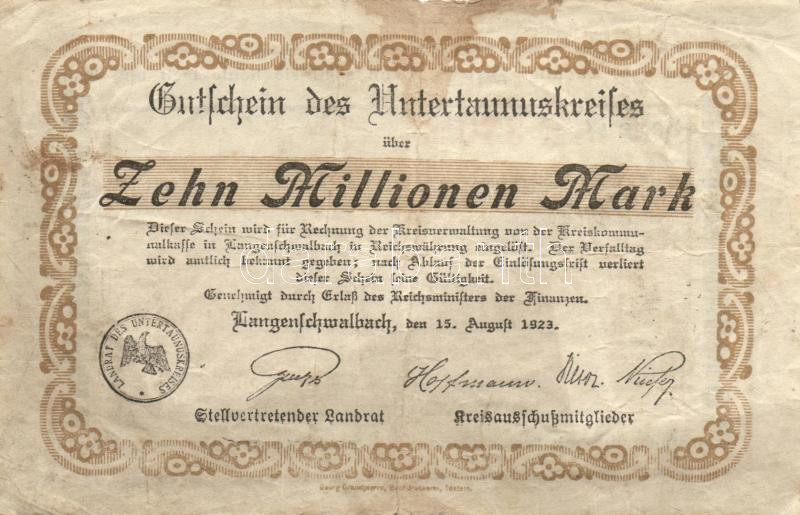 Gutschein des Untertaunuskreises
über
Zehn Millionen Mark
Dieser Schein wird für Rechnung der Kreisverwaltung von der Kreiskommu-
nalkasse in Langenschwalbach in Reichswährung eingelöst. Der Verfalltag
wird amtlich bekannt gegeben; nach Ablauf der Einlösungsfrist verliert
dieser Schein seine Gültigkeit.
Genehmigt durch Erlaß des Reichsministers der Finanzen.
Langenschwalbach, den 15. August 1923.
LANDRAT DES UNTERTAUNUSKREISES
Hoffmann.
Stellvertretender Landrat Kreisausschußmitglieder
Georg Grandpierre, Idstein.